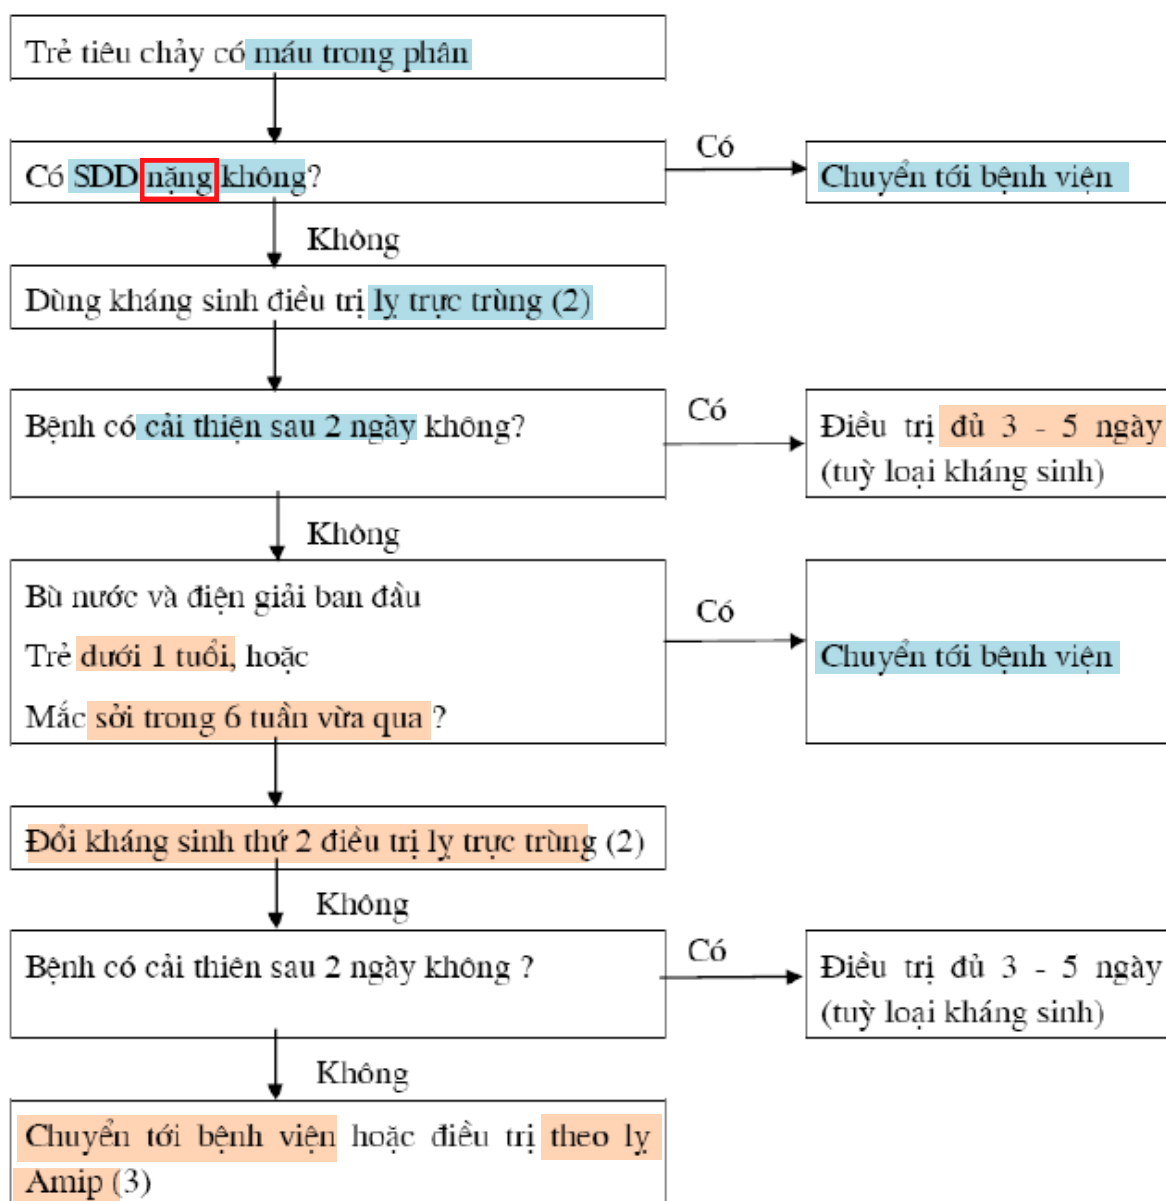 Trẻ tiêu chảy có máu trong phân
Có SDD nặng không?
Có
Chuyển tới bệnh viện
Không
Dùng kháng sinh điều trị lỵ trực trùng (2)
Bệnh có cải thiện sau 2 ngày không?
Có
Điều trị đủ 3 - 5 ngày
(tuỳ loại kháng sinh)
Không
Bù nước và điện giải ban đầu
Trẻ dưới 1 tuổi, hoặc
Mắc sởi trong 6 tuần vừa qua ?
Có
Chuyển tới bệnh viện
Đổi kháng sinh thứ 2 điều trị lỵ trực trùng (2)
Không
Bệnh có cải thiên sau 2 ngày không ?
Có
Điều trị đủ 3 - 5 ngày
(tuỳ loại kháng sinh)
Không
Chuyển tới bệnh viện hoặc điều trị theo lỵ
Amip (3)